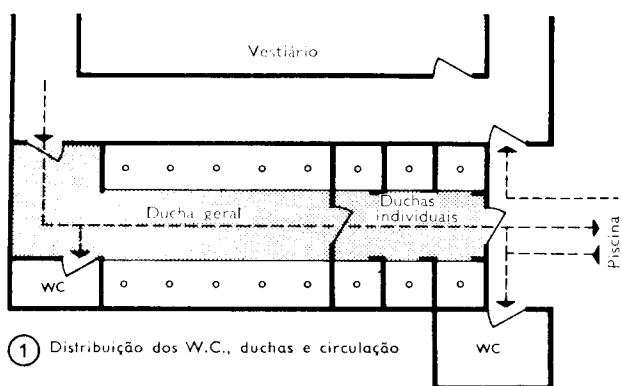 Vestiário
Ducha geral
Duchas
individuais
Piscina
WC
WC
1 Distribuição dos W.C., duchas e circulação